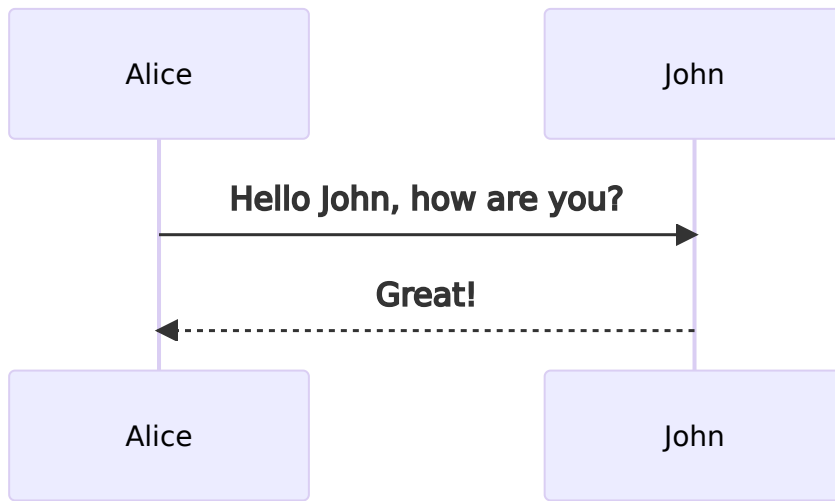 Alice
John
Hello John, how are you?
Great!
Alice
John